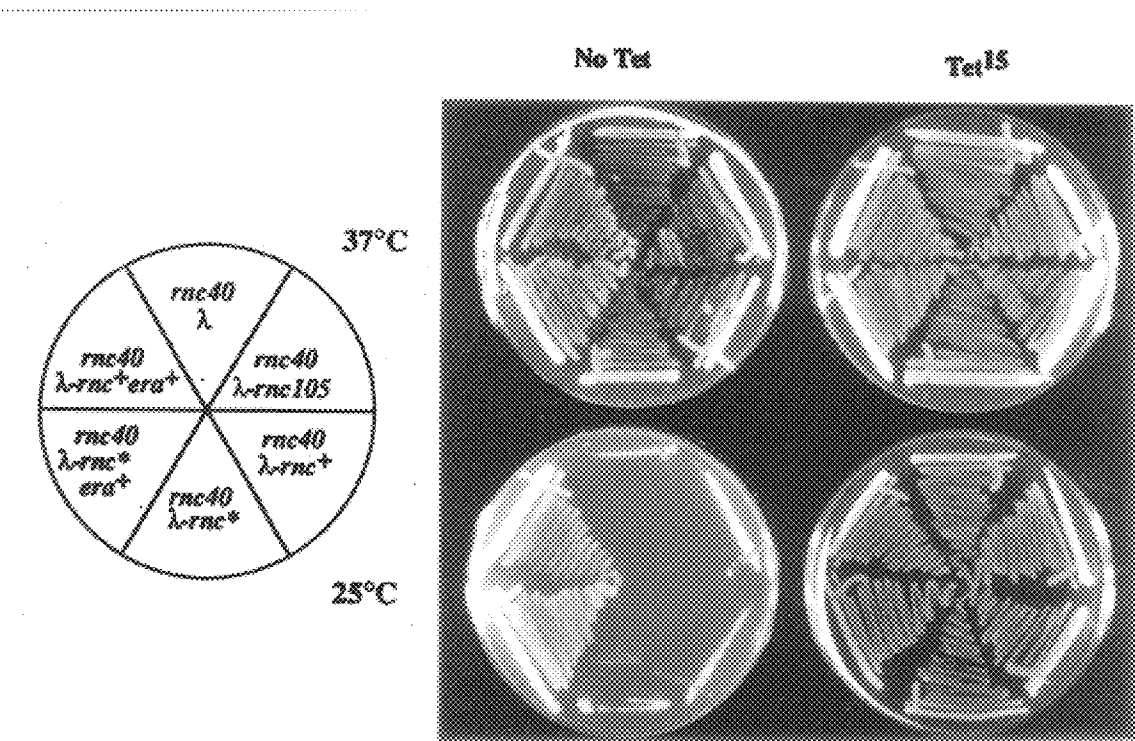 No Tet
Tet15
37°C
rnc40
λ
rnc40
λ-rnc+era+
rnc40
λ-rnc105
rnc40
λ-rnc*
era+
rnc40
λ-rnc+
rnc40
λ-rnc*
25°C